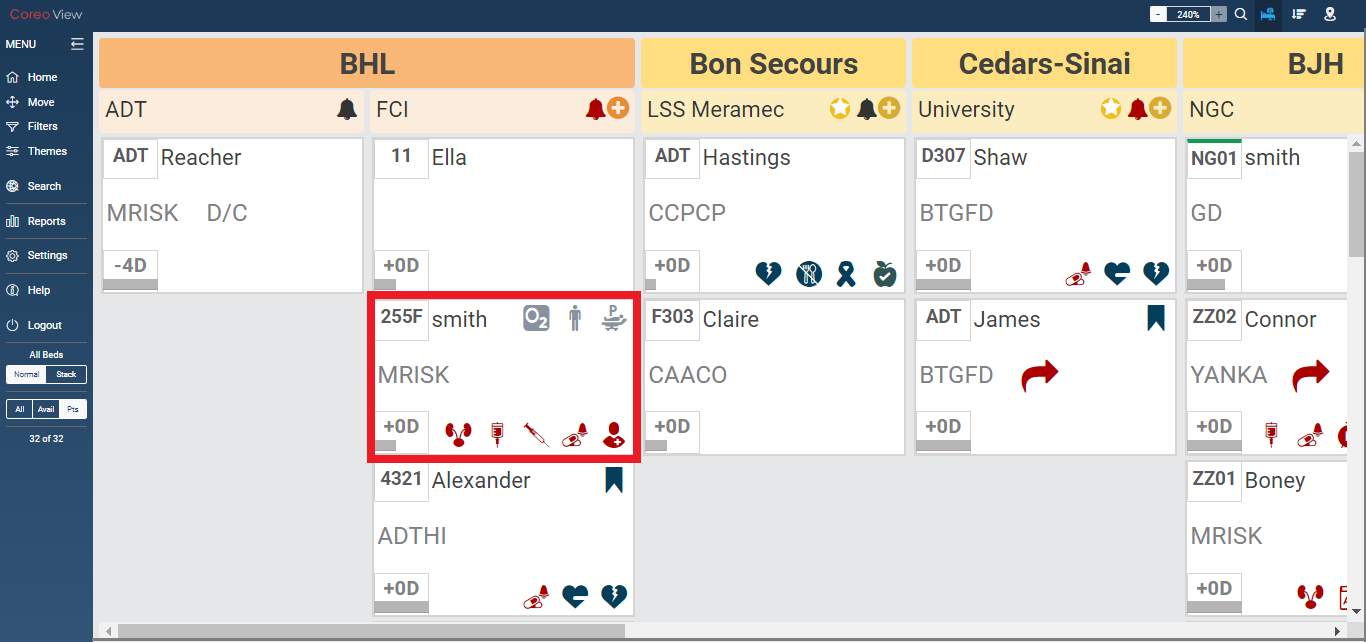 Coreo View
- 240% +
MENU
Home
Move
Filters
Themes
Search
Reports
Settings
Help
Logout
All Beds
Normal Stack
All Avail Pts
32 of 32
BHL
ADT
ADT Reacher
MRISK D/C
-4D
FCI
11 Ella
+0D
255F smith
O2 P
MRISK
+0D
4321 Alexander
ADTHI
+0D
Bon Secours
LSS Meramec
ADT Hastings
CCPCP
+0D
F303 Claire
CAACO
+0D
Cedars-Sinai
University
D307 Shaw
BTGFD
+0D
ADT James
BTGFD
+0D
BJH
NGC
NG01 smith
GD
+0D
ZZ02 Connor
YANKA
+0D
ZZ01 Boney
MRISK
+0D